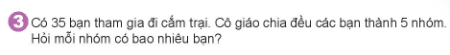 3 Có 35 bạn tham gia đi cắm trại. Cô giáo chia đều các bạn thành 5 nhóm.
Hỏi mỗi nhóm có bao nhiêu bạn?